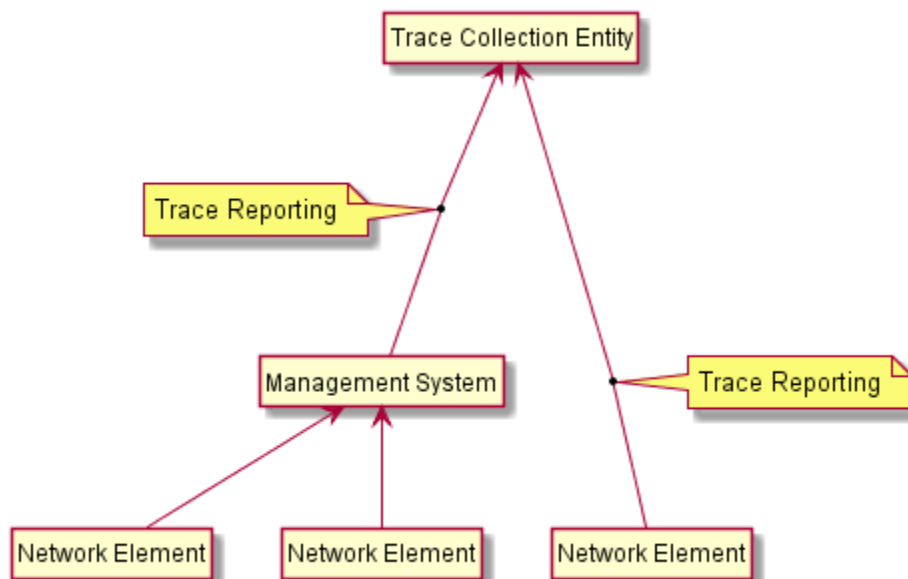 Trace Collection Entity
Trace Reporting
Management System
Trace Reporting
Network Element
Network Element
Network Element